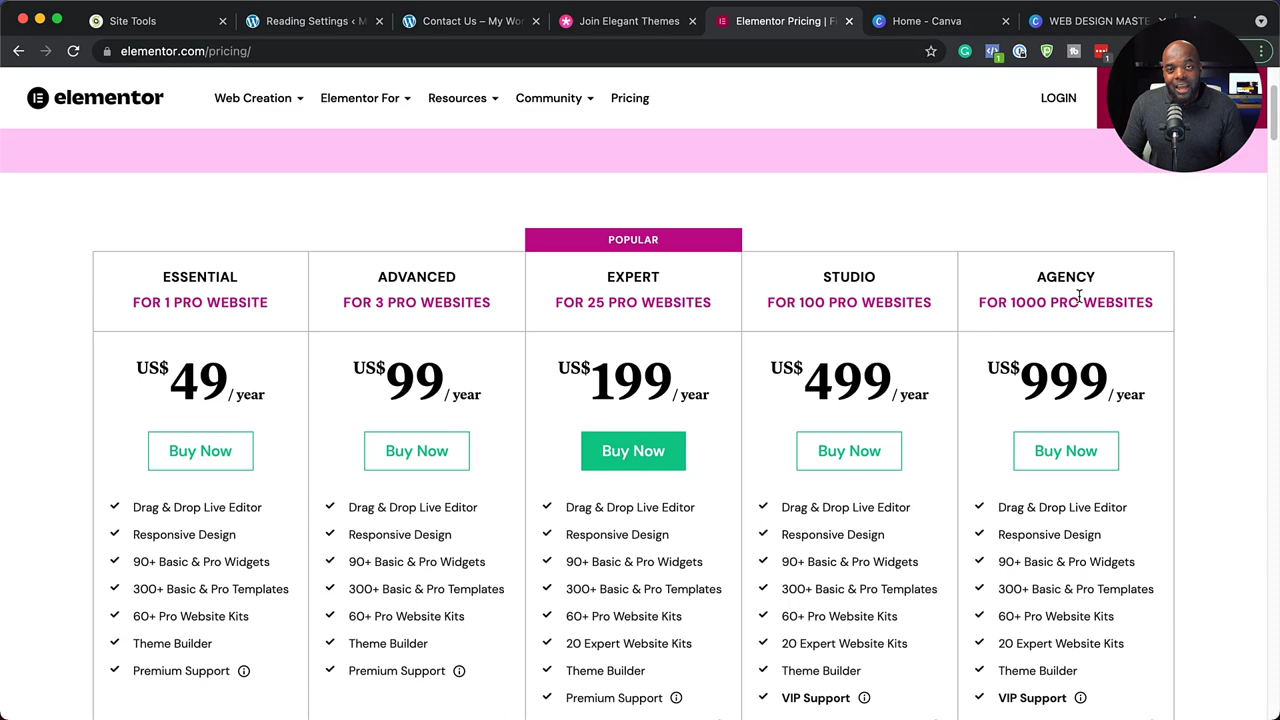 Site Tools
Reading Settings ‹ M
Contact Us – My Wor
Join Elegant Themes
Elementor Pricing | Fi
Home - Canva
WEB DESIGN MASTE
elementor.com/pricing/
1
1
elementor
Web Creation
Elementor For
Resources
Community
Pricing
LOGIN
POPULAR
ESSENTIAL
FOR 1 PRO WEBSITE
US$49/ year
Buy Now
Drag & Drop Live Editor
Responsive Design
90+ Basic & Pro Widgets
300+ Basic & Pro Templates
60+ Pro Website Kits
Theme Builder
Premium Support
ADVANCED
FOR 3 PRO WEBSITES
US$99/ year
Buy Now
Drag & Drop Live Editor
Responsive Design
90+ Basic & Pro Widgets
300+ Basic & Pro Templates
60+ Pro Website Kits
Theme Builder
Premium Support
EXPERT
FOR 25 PRO WEBSITES
US$199/ year
Buy Now
Drag & Drop Live Editor
Responsive Design
90+ Basic & Pro Widgets
300+ Basic & Pro Templates
60+ Pro Website Kits
20 Expert Website Kits
Theme Builder
Premium Support
STUDIO
FOR 100 PRO WEBSITES
US$499/ year
Buy Now
Drag & Drop Live Editor
Responsive Design
90+ Basic & Pro Widgets
300+ Basic & Pro Templates
60+ Pro Website Kits
20 Expert Website Kits
Theme Builder
VIP Support
AGENCY
FOR 1000 PRO WEBSITES
US$999/ year
Buy Now
Drag & Drop Live Editor
Responsive Design
90+ Basic & Pro Widgets
300+ Basic & Pro Templates
60+ Pro Website Kits
20 Expert Website Kits
Theme Builder
VIP Support